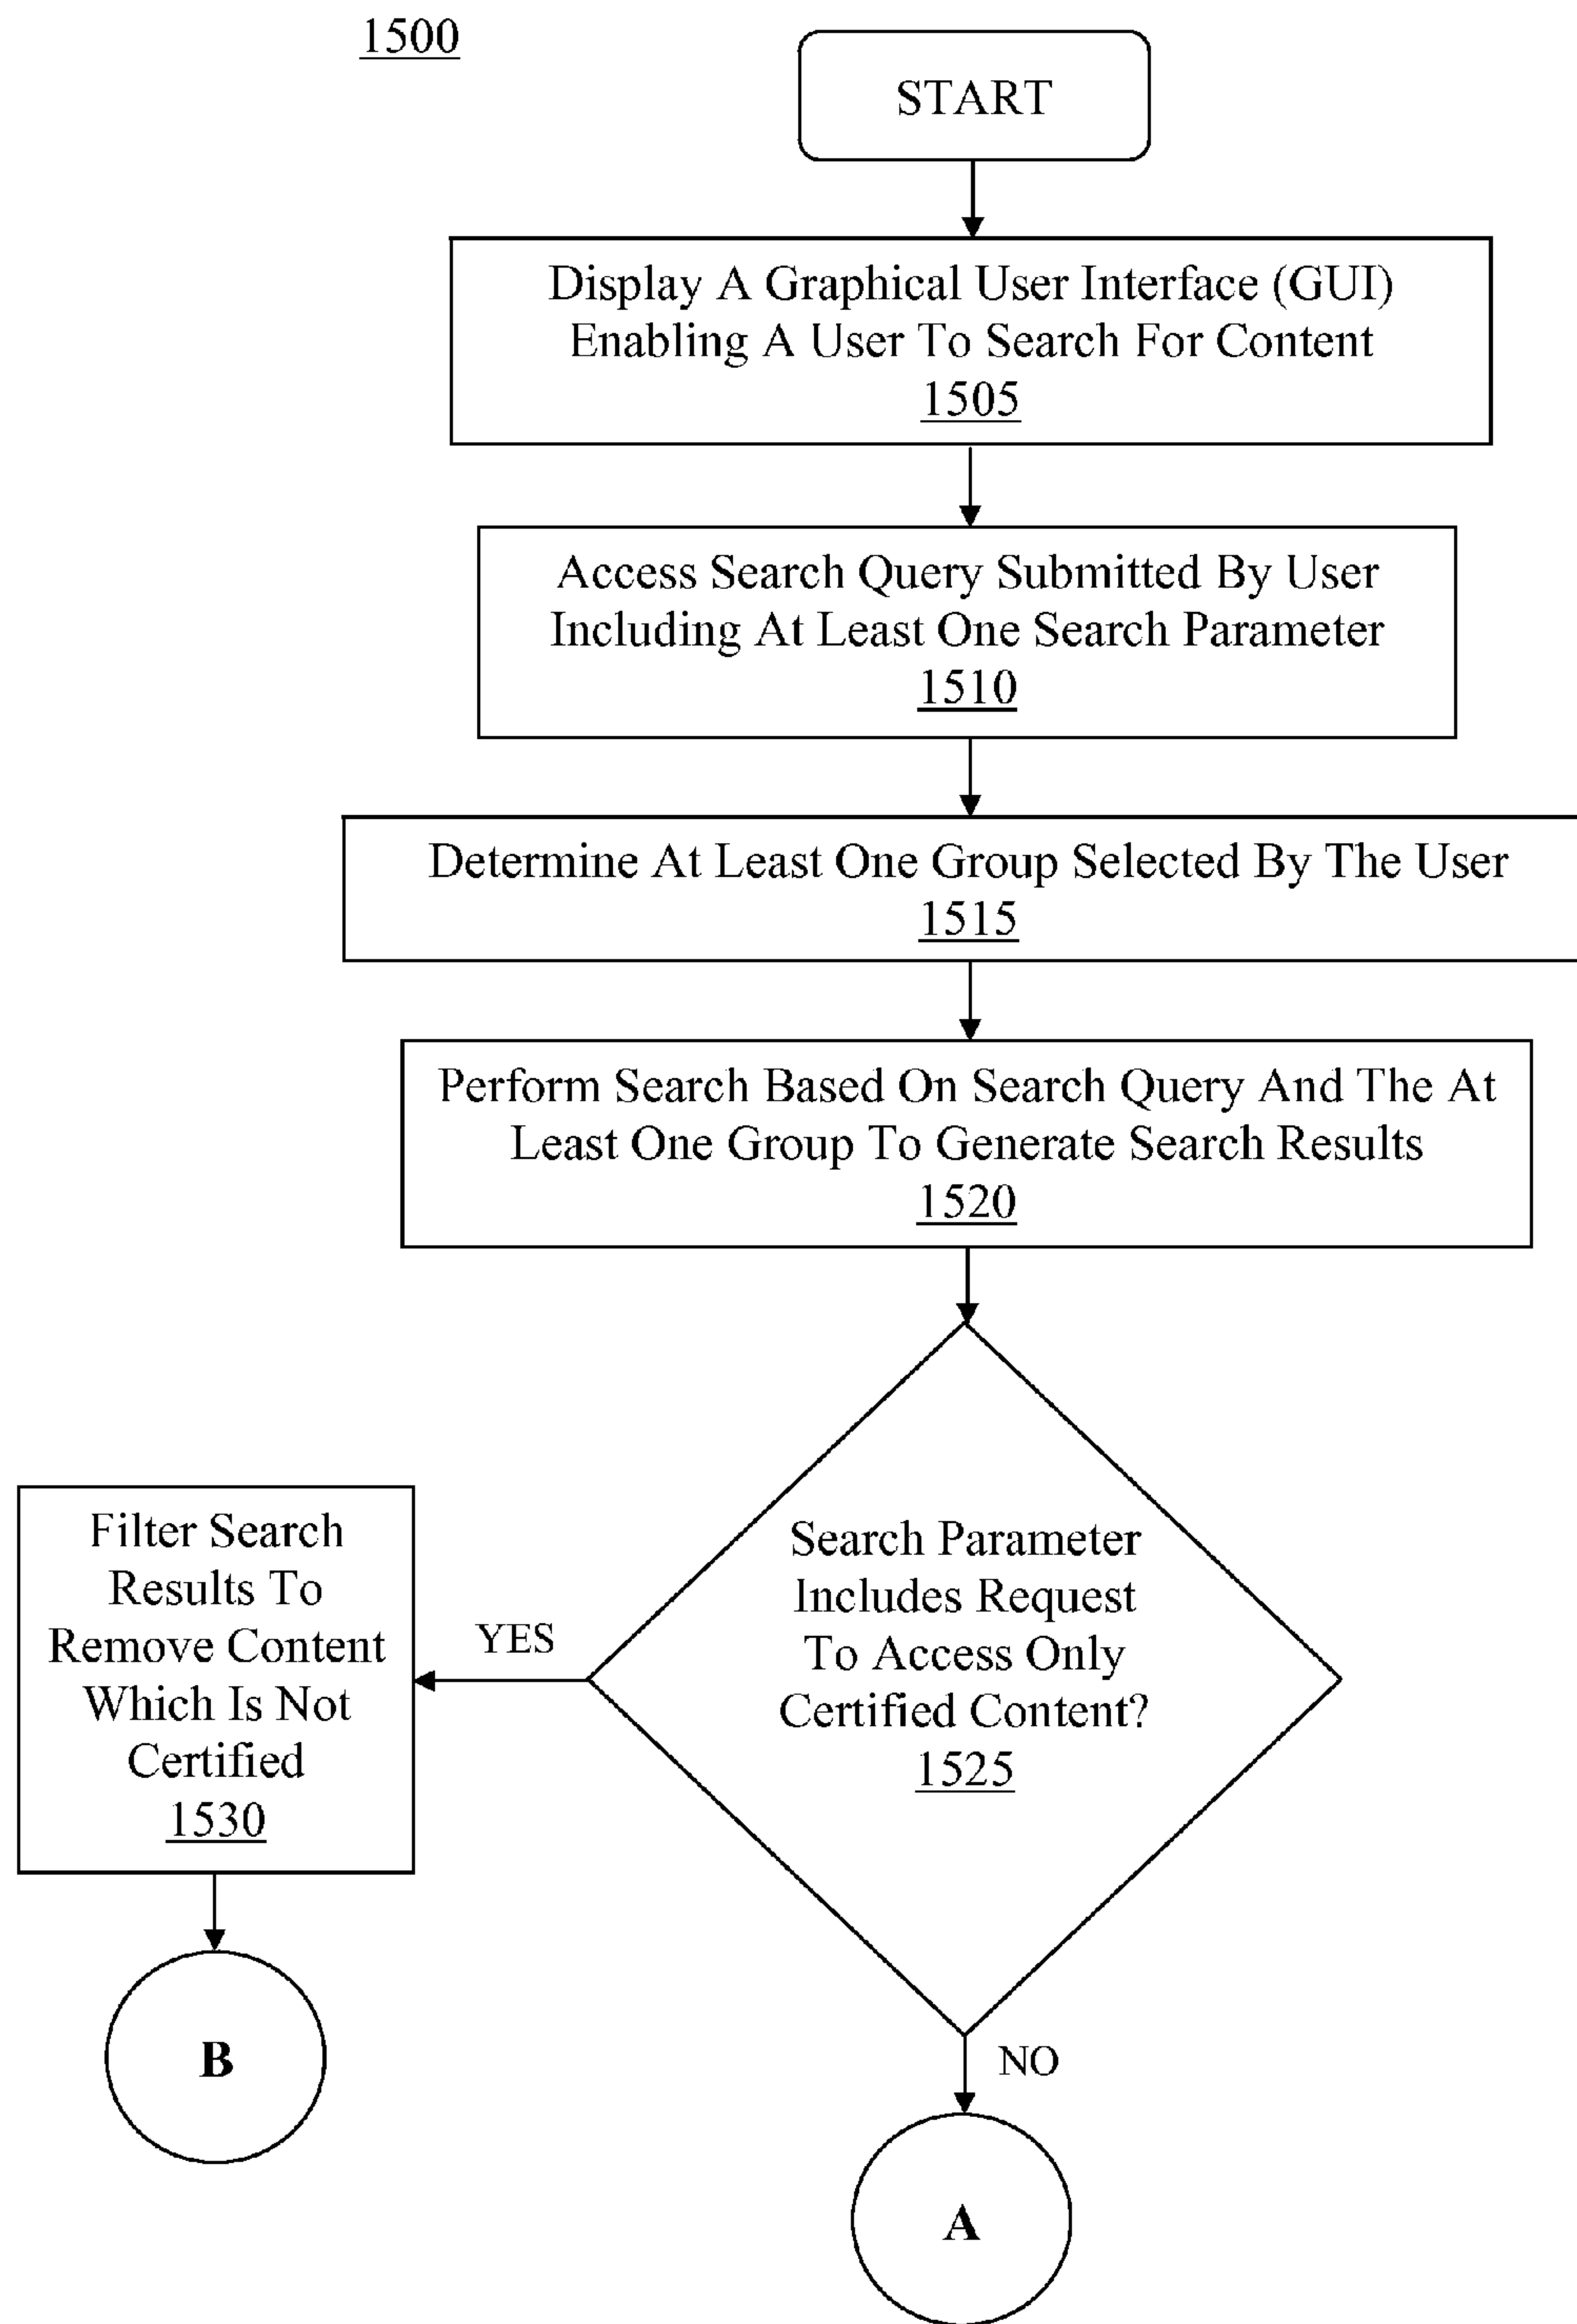 1500
START
Display A Graphical User Interface (GUI)
Enabling A User To Search For Content
1505
Access Search Query Submitted By User
Including At Least One Search Parameter
1510
Determine At Least One Group Selected By The User
1515
Perform Search Based On Search Query And The At
Least One Group To Generate Search Results
1520
Search Parameter
Includes Request
To Access Only
Certified Content?
1525
YES
Filter Search
Results To
Remove Content
Which Is Not
Certified
1530
B
NO
A